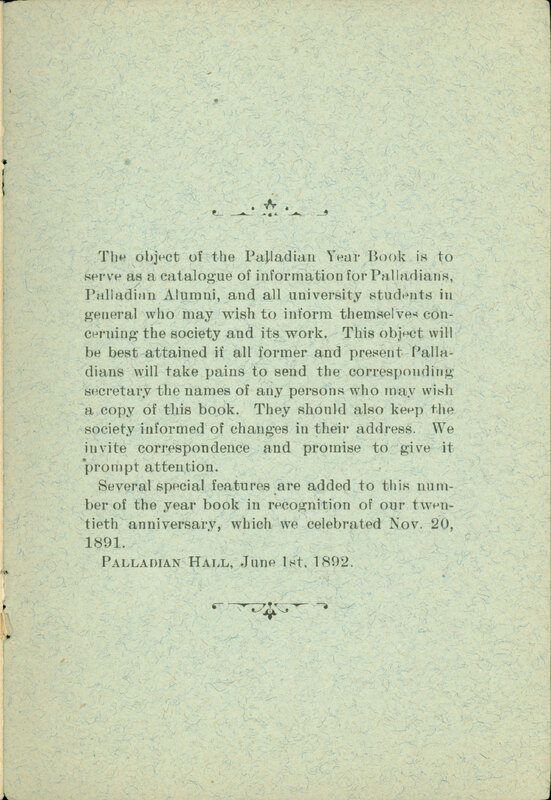 The object of the Palladian Year Book is to
serve as a catalogue of information for Palladians,
Palladian Alumni, and all university students in
general who may wish to inform themselves con-
cerning the society and its work. This object will
be best attained if all former and present Palla-
dians will take pains to send the corresponding
secretary the names of any persons who may wish
a copy of this book. They should also keep the
society informed of changes in their address. We
invite correspondence and promise to give it
prompt attention.
Several special features are added to this num-
ber of the year book in recognition of our twen-
tieth anniversary, which we celebrated Nov. 20,
1891.
PALLADIAN HALL, June 1st, 1892.